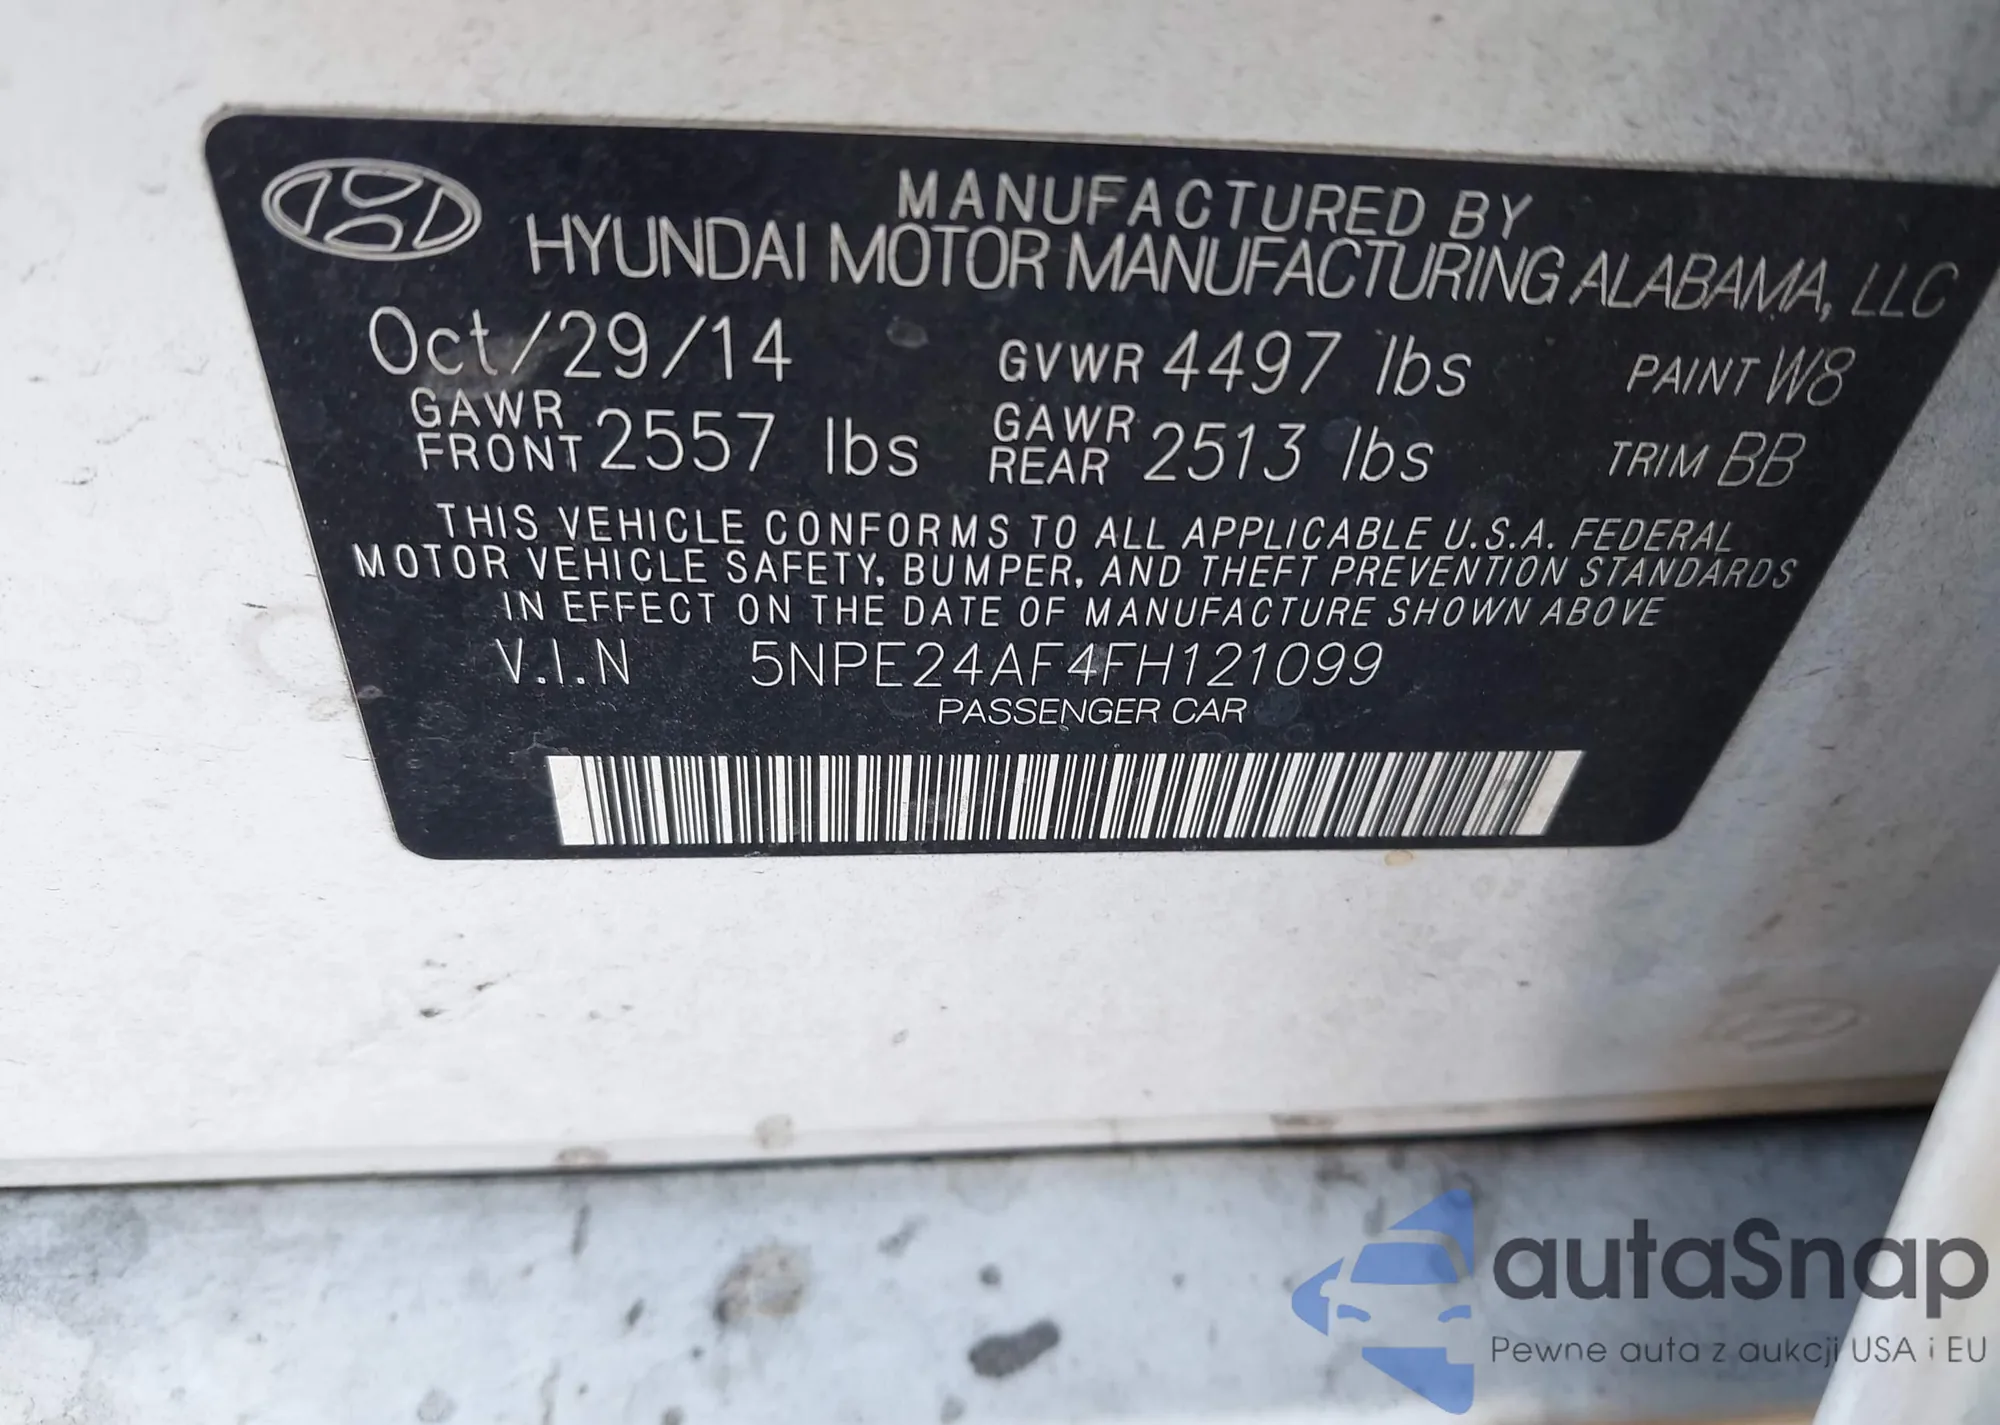 MANUFACTURED BY
HYUNDAI MOTOR MANUFACTURING ALABAMA, LLC
Oct/29/14 GVWR 4497 lbs PAINT W8
GAWR FRONT 2557 lbs GAWR REAR 2513 lbs TRIM BB
THIS VEHICLE CONFORMS TO ALL APPLICABLE U.S.A. FEDERAL
MOTOR VEHICLE SAFETY, BUMPER, AND THEFT PREVENTION STANDARDS
IN EFFECT ON THE DATE OF MANUFACTURE SHOWN ABOVE
V.I.N 5NPE24AF4FH121099
PASSENGER CAR
autaSnap
Pewne auta z aukcji USA i EU